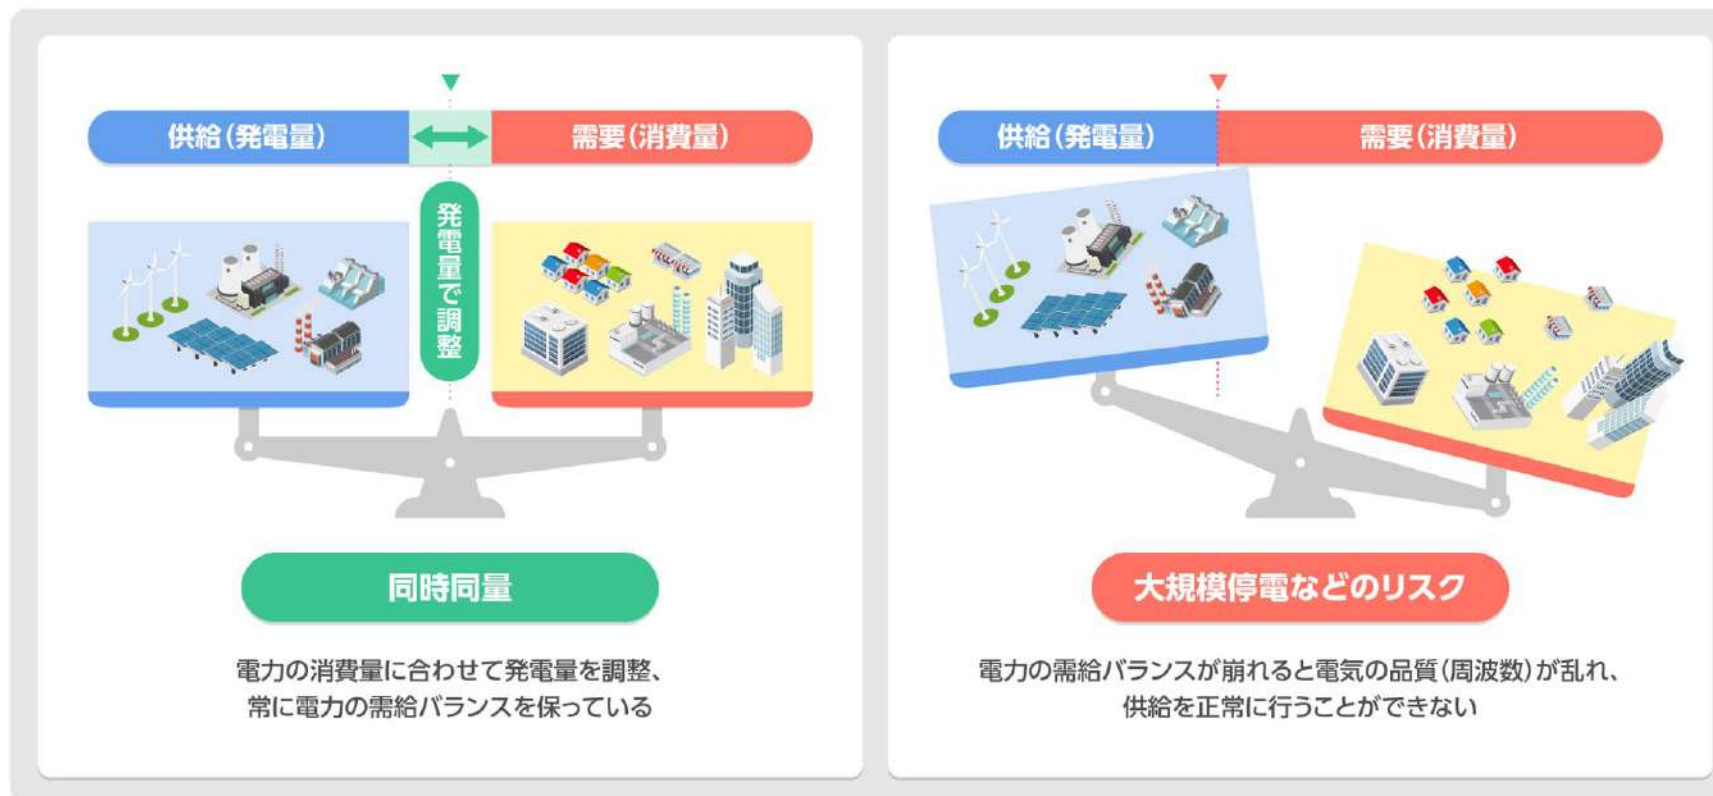 供給(発電量)
需要(消費量)
発電量で調整
同時同量
電力の消費量に合わせて発電量を調整、
常に電力の需給バランスを保っている
供給(発電量)
需要(消費量)
大規模停電などのリスク
電力の需給バランスが崩れると電気の品質(周波数)が乱れ、
供給を正常に行うことができない